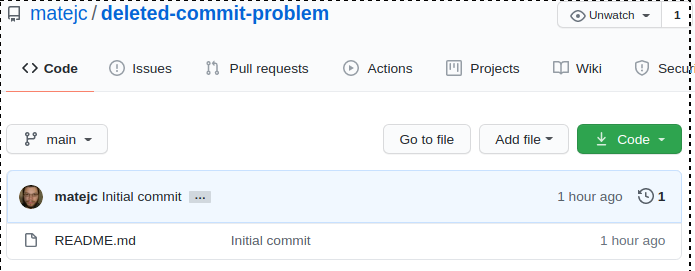 matejc / deleted-commit-problem
Unwatch 1
Code Issues Pull requests Actions Projects Wiki Secu
main Go to file Add file Code
matejc Initial commit ... 1 hour ago 1
README.md Initial commit 1 hour ago